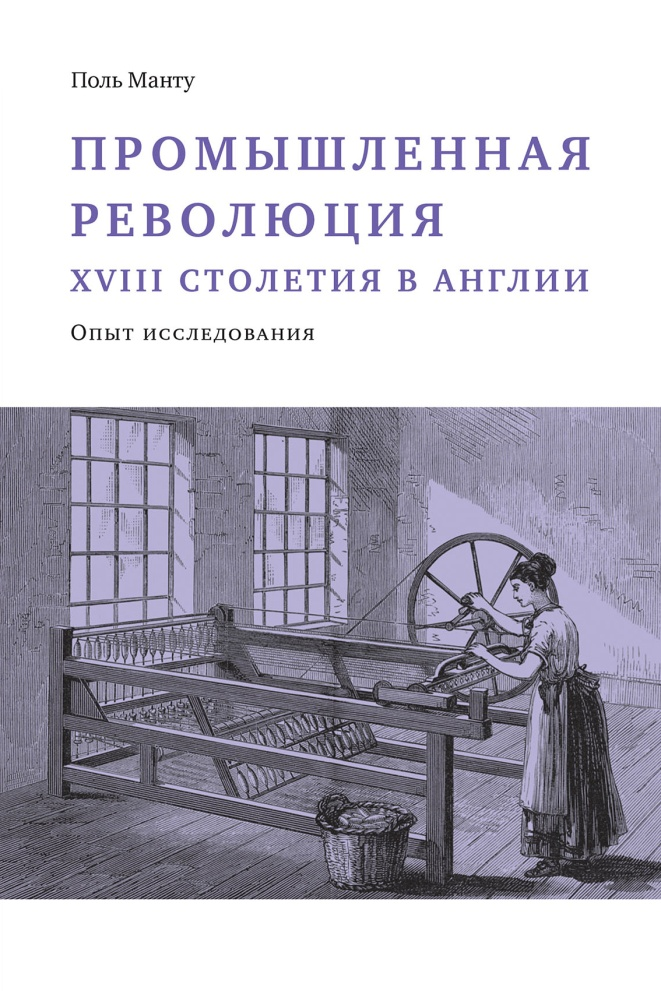 Поль Манту
ПРОМЫШЛЕННАЯ
РЕВОЛЮЦИЯ
XVIII СТОЛЕТИЯ В АНГЛИИ
Опыт исследования